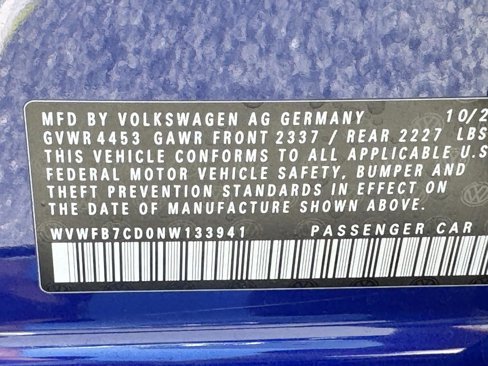 MFD BY VOLKSWAGEN AG GERMANY 10/2
GVWR 4453 GAWR FRONT 2337 / REAR 2227 LBS
THIS VEHICLE CONFORMS TO ALL APPLICABLE U.S
FEDERAL MOTOR VEHICLE SAFETY, BUMPER AND
THEFT PREVENTION STANDARDS IN EFFECT ON
THE DATE OF MANUFACTURE SHOWN ABOVE.
WVWFB7CD0NW133941 PASSENGER CAR